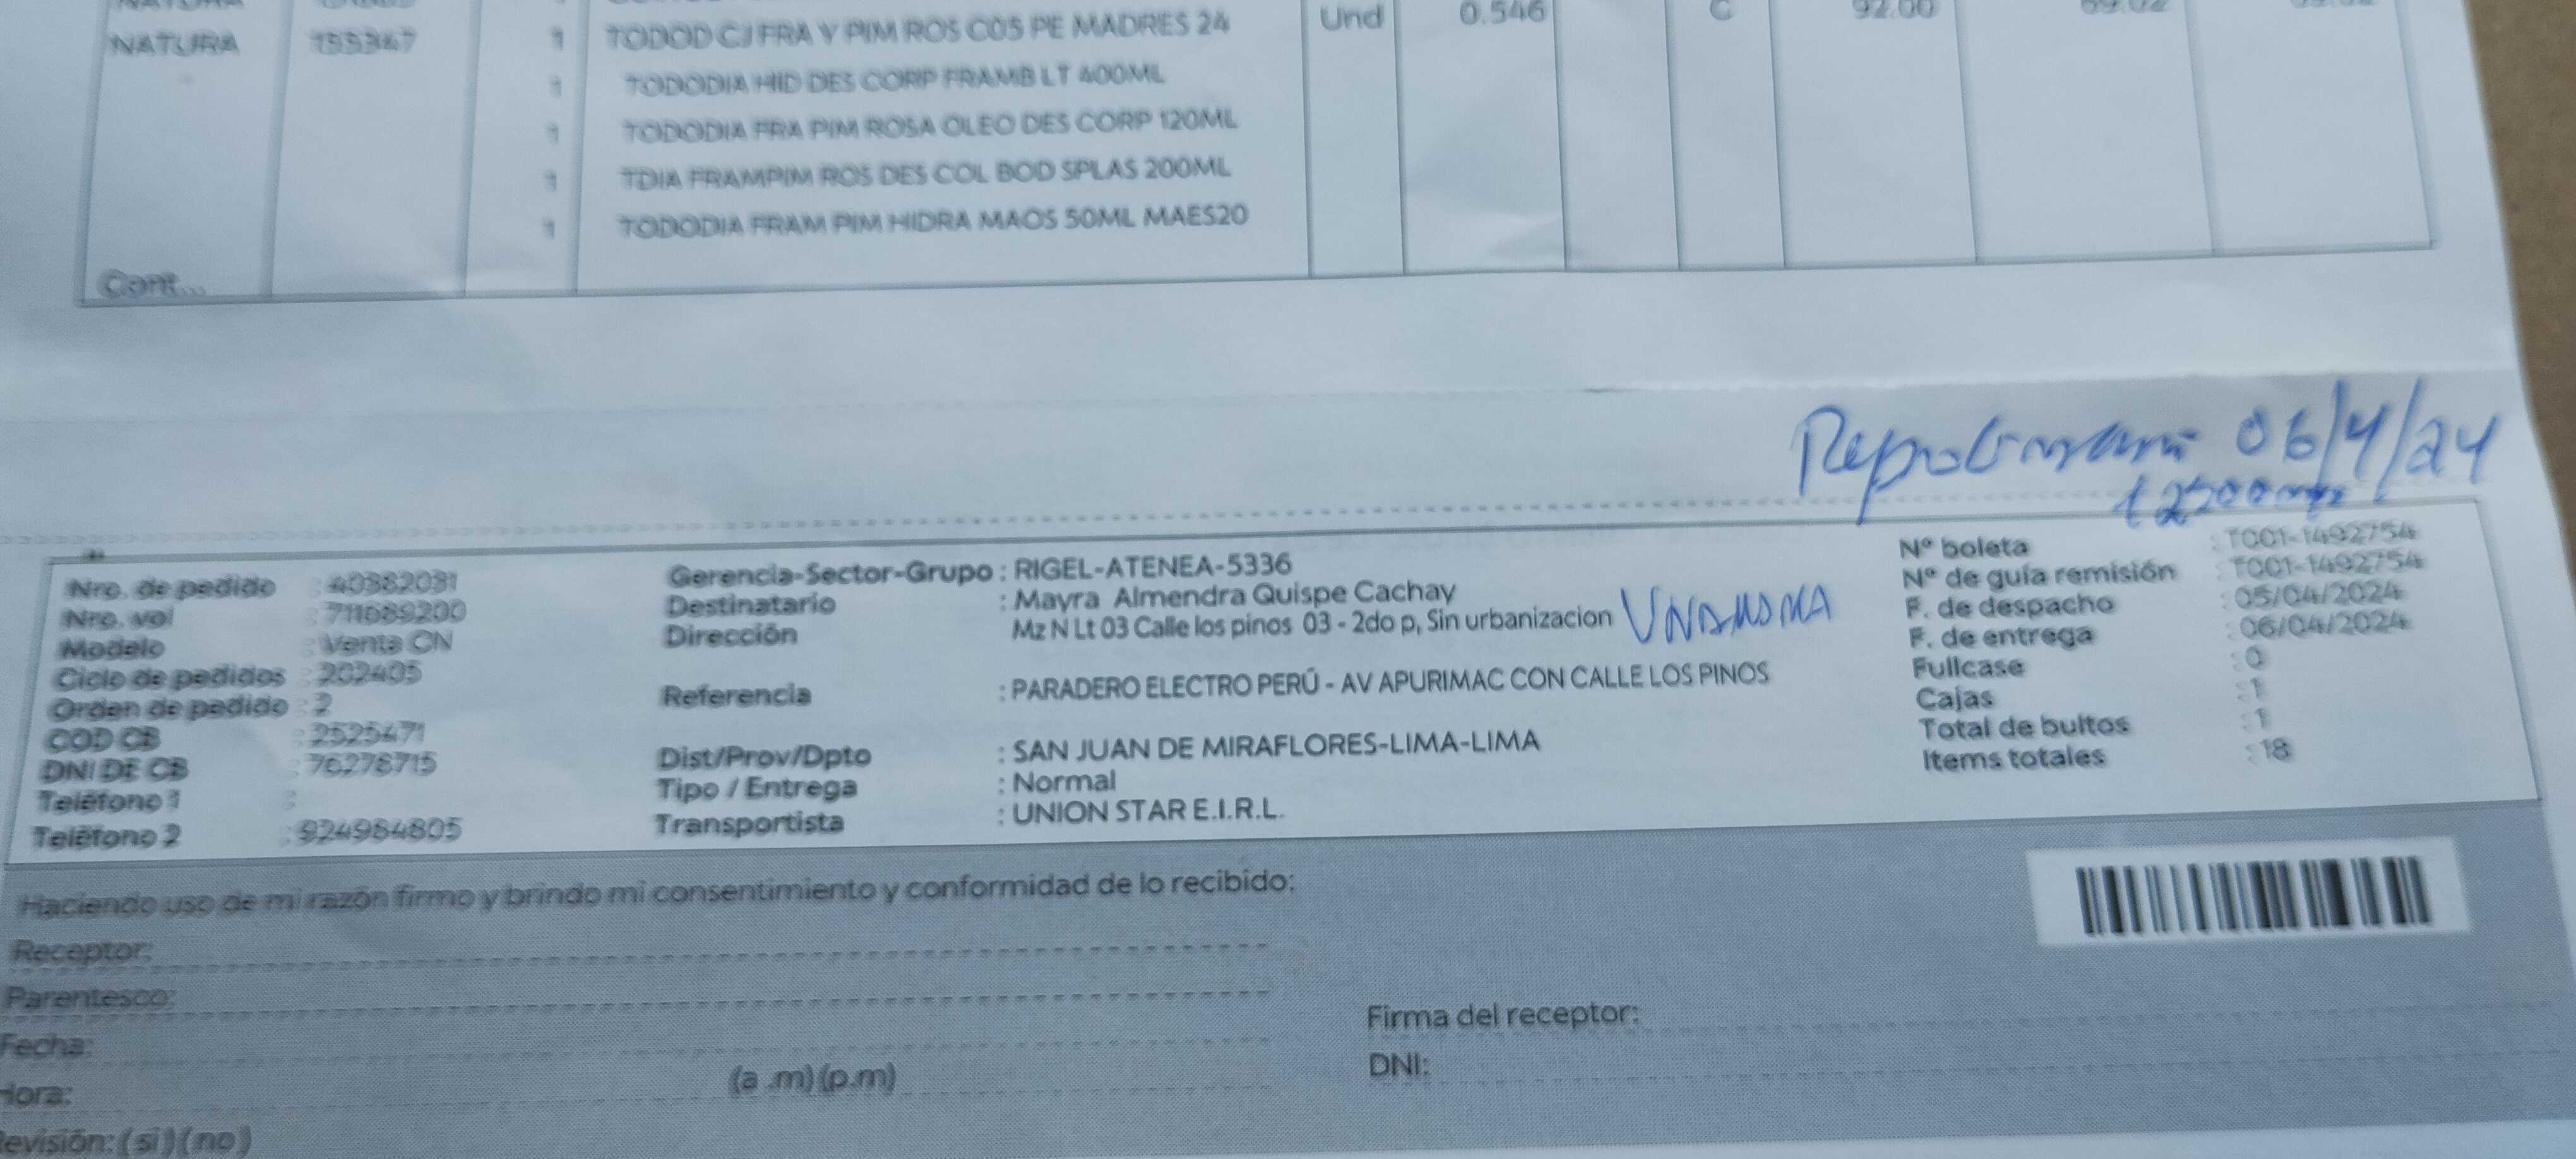 NATURA 155347 1 TODOD CJ FRA Y PIM ROS C05 PE MADRES 24 Und 0.546 C 92.00
1 TODODIA HID DES CORP FRAMB LT 400ML
1 TODODIA FRA PIM ROSA OLEO DES CORP 120ML
1 TDIA FRAMPIM ROS DES COL BOD SPLAS 200ML
1 TODODIA FRAM PIM HIDRA MAOS 50ML MAES20
Cont...
06/4/24
Nro. de pedido : 40382031
Nro. vol : 711089200
Modelo : Venta CN
Ciclo de pedidos : 202405
Orden de pedido : 2
COD CB : 2525471
DNI DE CB : 76278715
Teléfono 1 :
Teléfono 2 : 924984805
Gerencia-Sector-Grupo : RIGEL-ATENEA-5336
Destinatario : Mayra Almendra Quispe Cachay
Dirección Mz N Lt 03 Calle los pinos 03 - 2do p, Sin urbanizacion
Referencia : PARADERO ELECTRO PERÚ - AV APURIMAC CON CALLE LOS PINOS
Dist/Prov/Dpto : SAN JUAN DE MIRAFLORES-LIMA-LIMA
Tipo / Entrega : Normal
Transportista : UNION STAR E.I.R.L.
Nº boleta : T001-1492754
Nº de guía remisión : T001-1492754
F. de despacho : 05/04/2024
F. de entrega : 06/04/2024
Fullcase : 0
Cajas : 1
Total de bultos : 1
Items totales : 18
Haciendo uso de mi razón firmo y brindo mi consentimiento y conformidad de lo recibido:
Receptor:
Parentesco:
Fecha:
Hora: (a .m) (p.m)
Revisión: (si) (no)
Firma del receptor:
DNI: